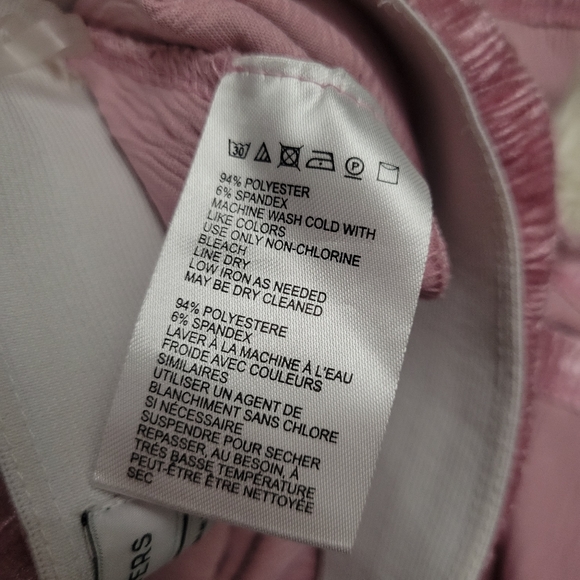 30 P
94% POLYESTER
6% SPANDEX
MACHINE WASH COLD WITH
LIKE COLORS
USE ONLY NON-CHLORINE
BLEACH
LINE DRY
LOW IRON AS NEEDED
MAY BE DRY CLEANED
94% POLYESTERE
6% SPANDEX
LAVER À LA MACHINE À L'EAU
FROIDE AVEC COULEURS
SIMILAIRES
UTILISER UN AGENT DE
BLANCHIMENT SANS CHLORE
SI NÉCESSAIRE
SUSPENDRE POUR SECHER
REPASSER, AU BESOIN, À
TRÈS BASSE TEMPÉRATURE
PEUT-ÊTRE ÊTRE NETTOYÉE
SEC